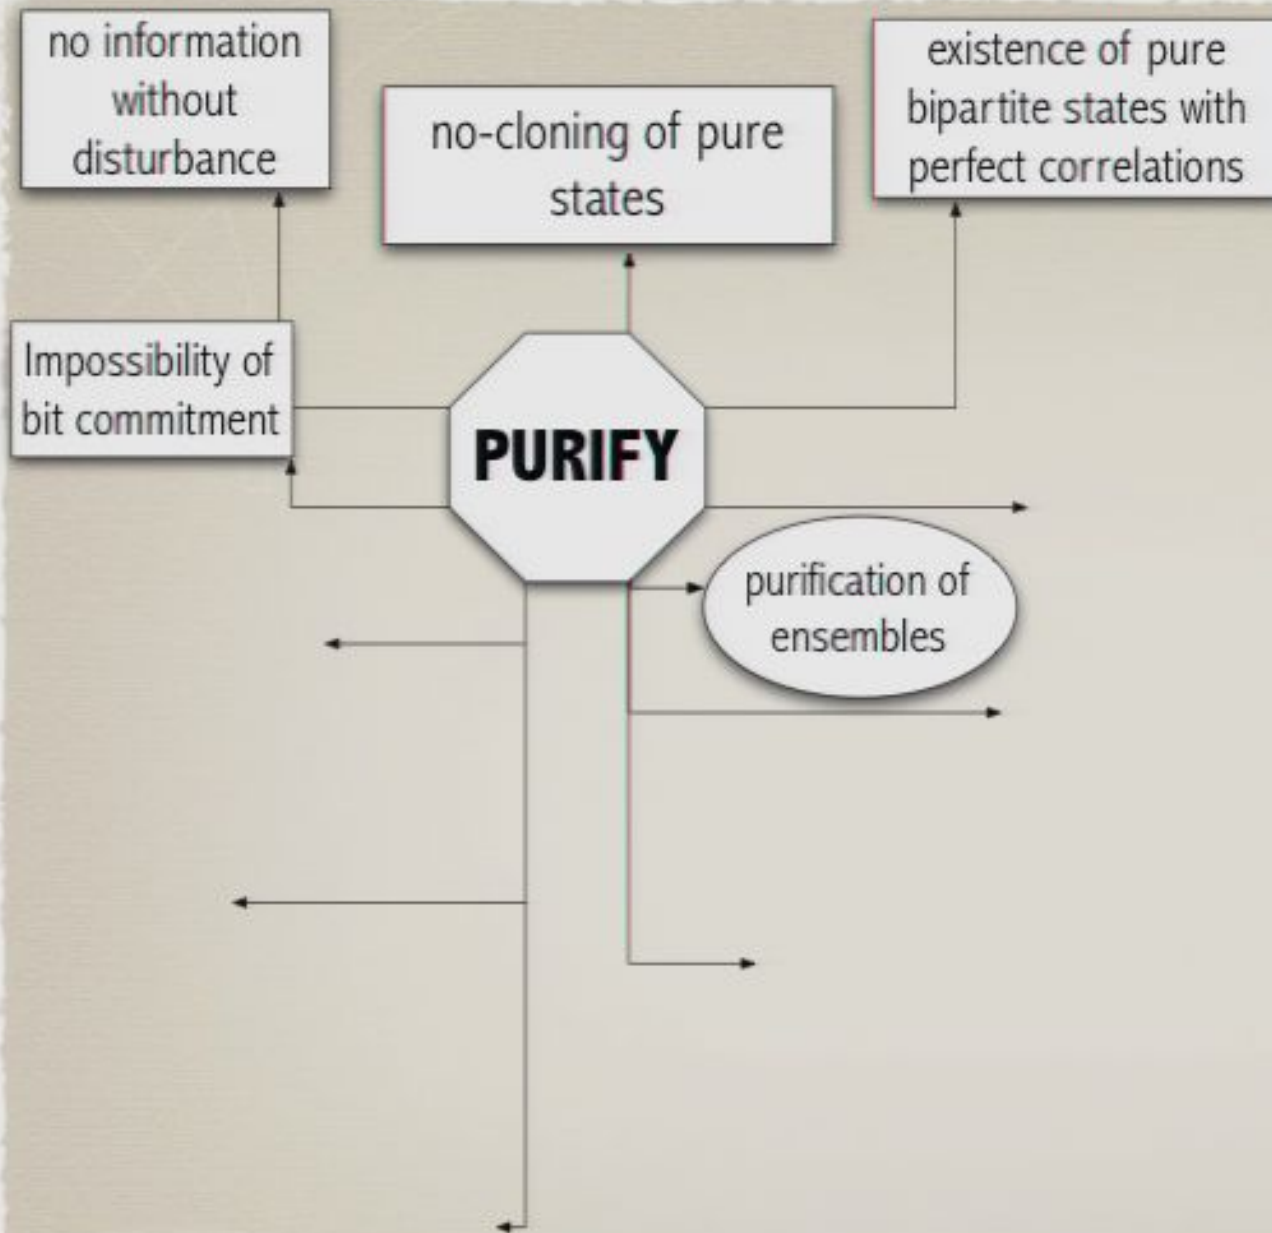 no information
without
disturbance
no-cloning of pure
states
existence of pure
bipartite states with
perfect correlations
Impossibility of
bit commitment
PURIFY
purification of
ensembles